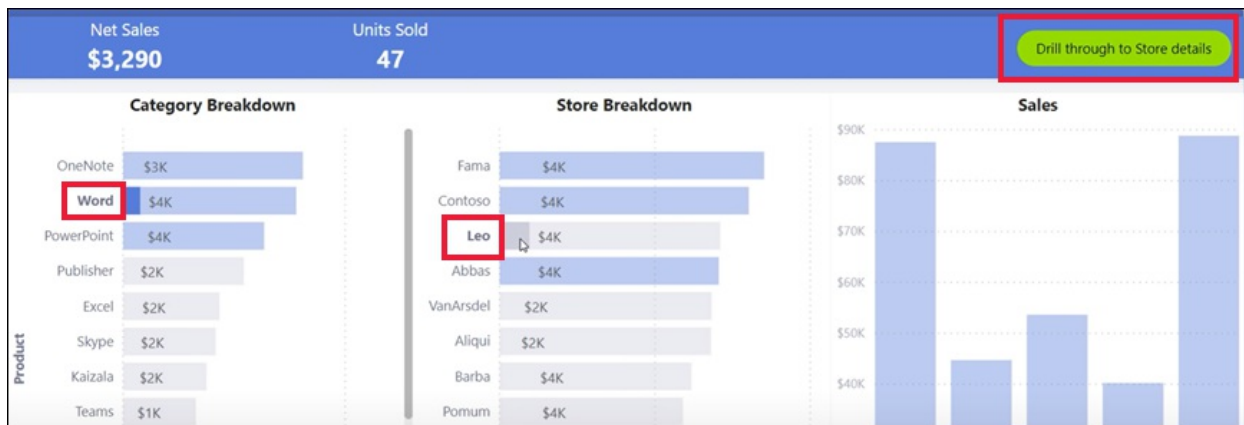 Net Sales
$3,290
Units Sold
47
Drill through to Store details
Category Breakdown
Product
OneNote $3K
Word $4K
PowerPoint $4K
Publisher $2K
Excel $2K
Skype $2K
Kaizala $2K
Teams $1K
Store Breakdown
Fama $4K
Contoso $4K
Leo $4K
Abbas $4K
VanArsdel $2K
Aliqui $2K
Barba $4K
Pomum $4K
Sales
$90K
$80K
$70K
$60K
$50K
$40K